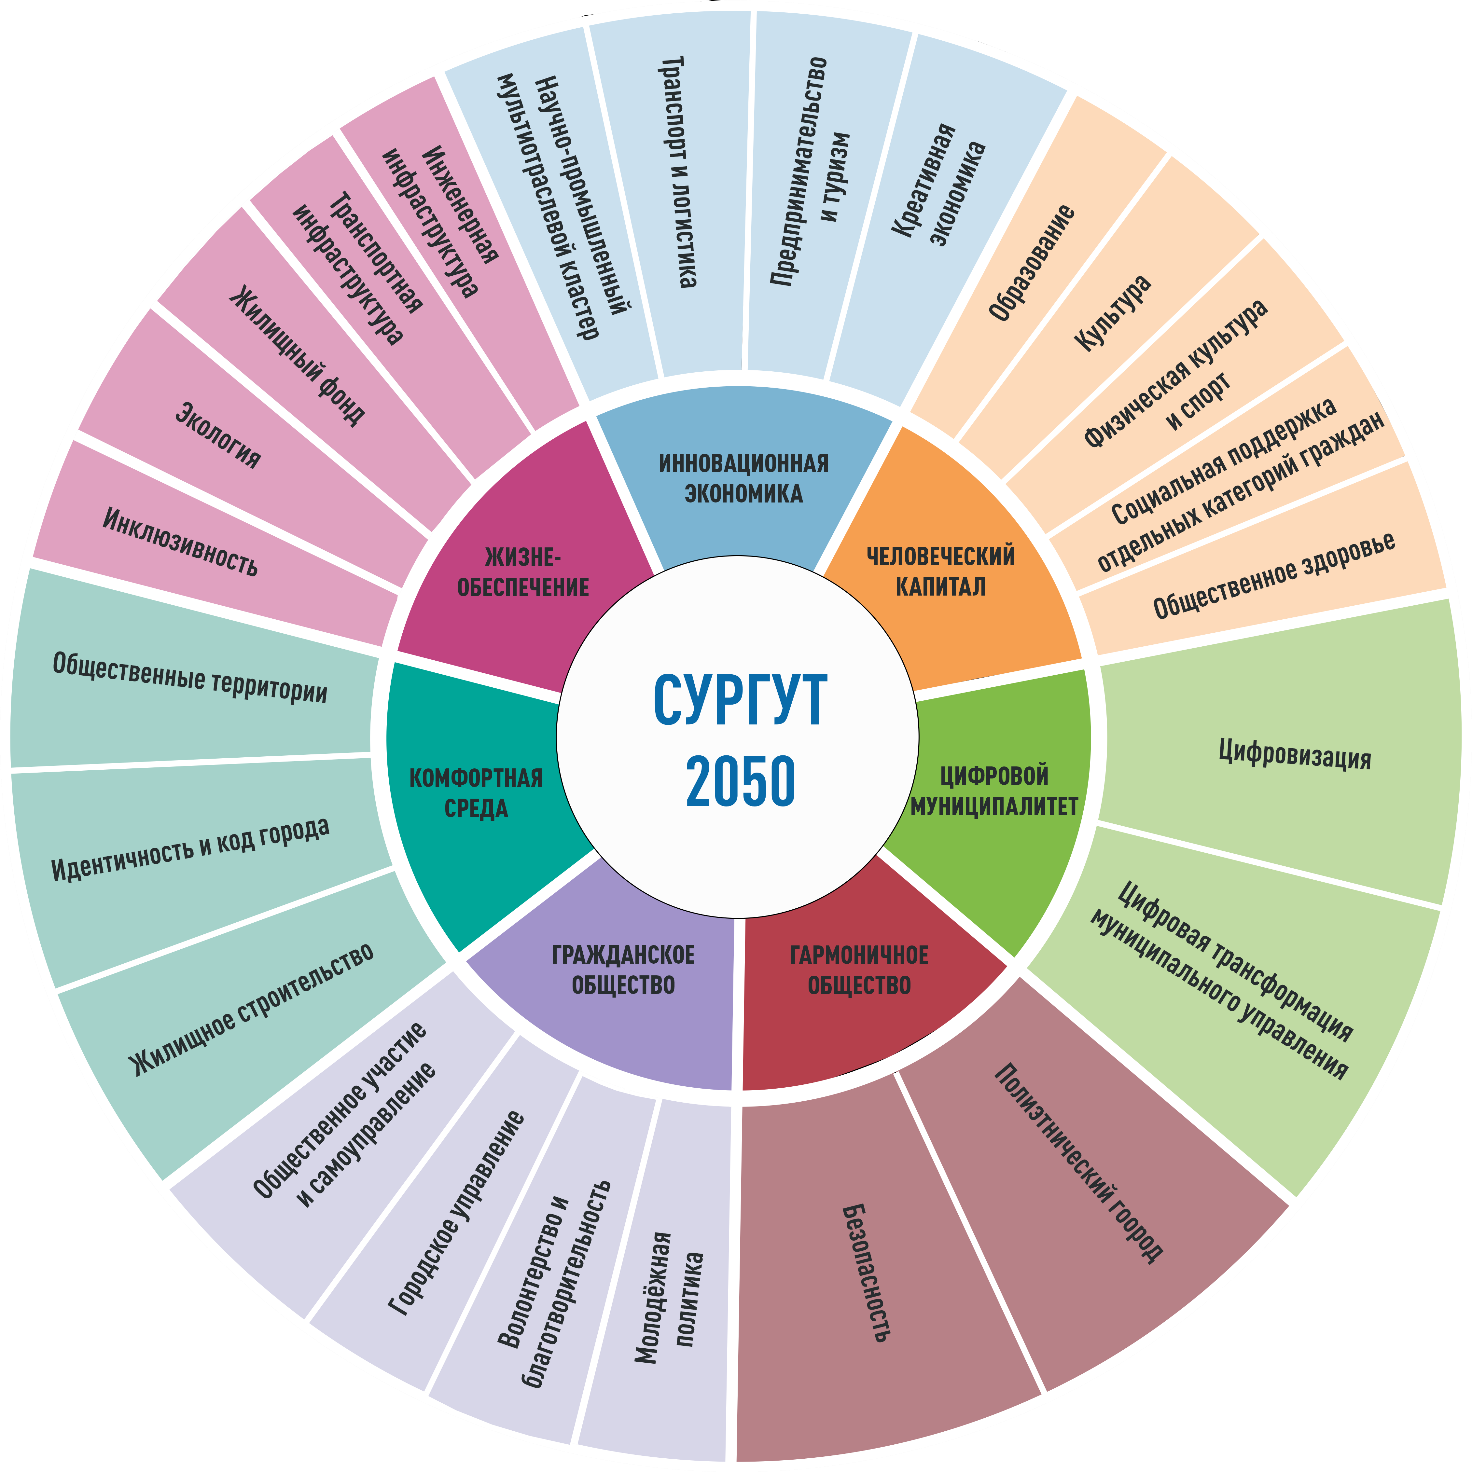 СУРГУТ
2050
ИННОВАЦИОННАЯ
ЭКОНОМИКА
Научно-промышленный
мультиотраслевой кластер
Транспорт и логистика
Предпринимательство
и туризм
Креативная
экономика
ЧЕЛОВЕЧЕСКИЙ
КАПИТАЛ
Образование
Культура
Физическая культура
и спорт
Социальная поддержка
отдельных категорий граждан
Общественное здоровье
ЦИФРОВОЙ
МУНИЦИПАЛИТЕТ
Цифровизация
Цифровая трансформация
муниципального управления
ГАРМОНИЧНОЕ
ОБЩЕСТВО
Полиэтнический гоород
Безопасность
ГРАЖДАНСКОЕ
ОБЩЕСТВО
Молодёжная
политика
Волонтерство и
благотворительность
Городское управление
Общественное участие
и самоуправление
КОМФОРТНАЯ
СРЕДА
Жилищное строительство
Идентичность и код города
Общественные территории
ЖИЗНЕ-
ОБЕСПЕЧЕНИЕ
Инклюзивность
Экология
Жилищный фонд
Транспортная
инфраструктура
Инженерная
инфраструктура